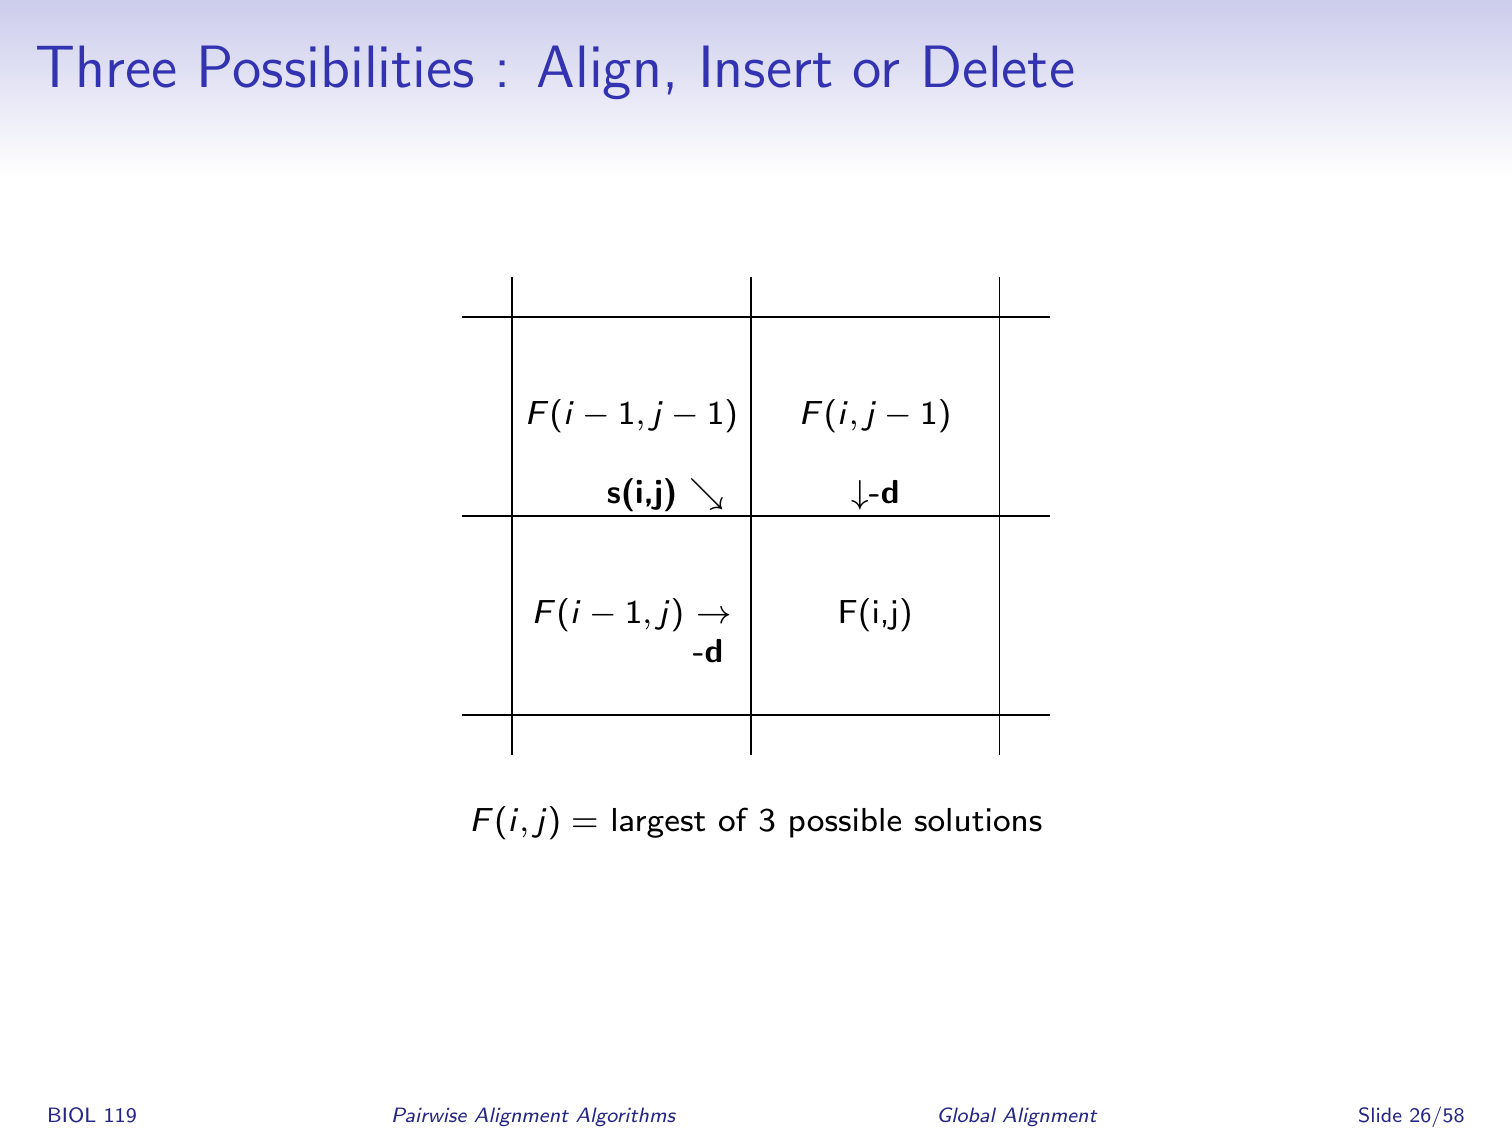 Three Possibilities : Align, Insert or Delete
F(i − 1, j − 1) F(i, j − 1)
s(i,j) ↘ ↓-d
F(i − 1, j) → F(i,j)
-d
F(i, j) = largest of 3 possible solutions
BIOL 119 Pairwise Alignment Algorithms Global Alignment Slide 26/58